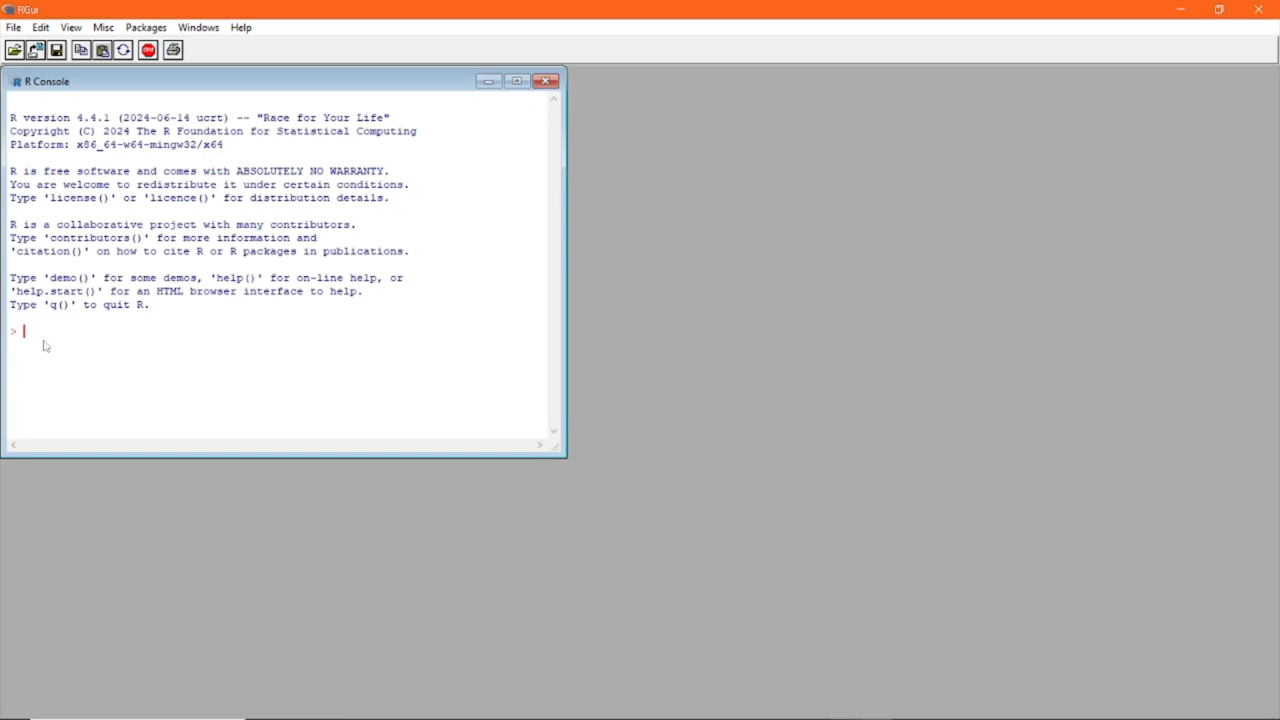 RGui
File Edit View Misc Packages Windows Help
STOP
R Console
R version 4.4.1 (2024-06-14 ucrt) -- "Race for Your Life"
Copyright (C) 2024 The R Foundation for Statistical Computing
Platform: x86_64-w64-mingw32/x64
R is free software and comes with ABSOLUTELY NO WARRANTY.
You are welcome to redistribute it under certain conditions.
Type 'license()' or 'licence()' for distribution details.
R is a collaborative project with many contributors.
Type 'contributors()' for more information and
'citation()' on how to cite R or R packages in publications.
Type 'demo()' for some demos, 'help()' for on-line help, or
'help.start()' for an HTML browser interface to help.
Type 'q()' to quit R.
>